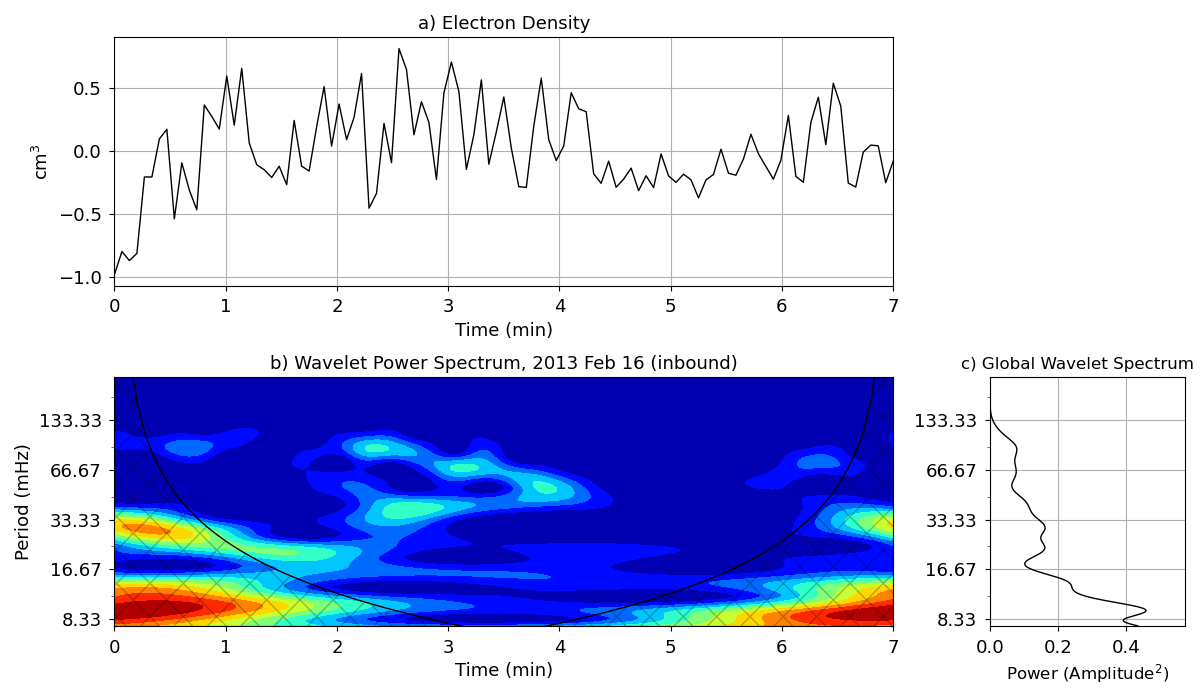 a) Electron Density
cm³
0.5
0.0
−0.5
−1.0
0 1 2 3 4 5 6 7
Time (min)
b) Wavelet Power Spectrum, 2013 Feb 16 (inbound)
Period (mHz)
133.33
66.67
33.33
16.67
8.33
0 1 2 3 4 5 6 7
Time (min)
c) Global Wavelet Spectrum
133.33
66.67
33.33
16.67
8.33
0.0 0.2 0.4
Power (Amplitude²)